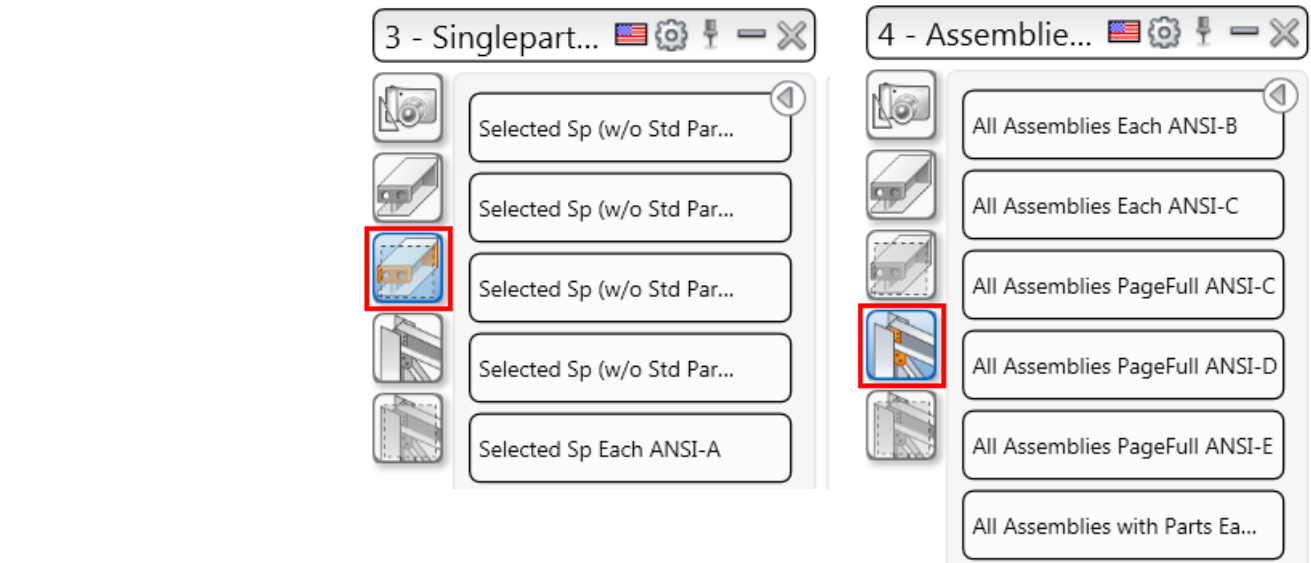 3 - Singlepart...
Selected Sp (w/o Std Par...
Selected Sp (w/o Std Par...
Selected Sp (w/o Std Par...
Selected Sp (w/o Std Par...
Selected Sp Each ANSI-A
4 - Assemblie...
All Assemblies Each ANSI-B
All Assemblies Each ANSI-C
All Assemblies PageFull ANSI-C
All Assemblies PageFull ANSI-D
All Assemblies PageFull ANSI-E
All Assemblies with Parts Ea...